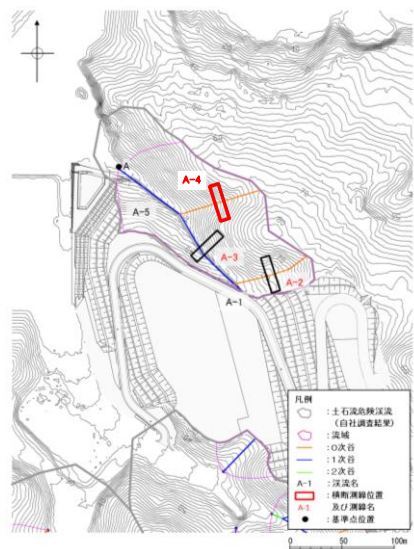 A
A-4
A-5
A-3
A-2
A-1
凡例
：土石流危険渓流
（自社調査結果）
：流域
：0次谷
：1次谷
：2次谷
A-1 ：渓流名
：横断測線位置
A-1 及び測線名
：基準点位置
0 50 100m